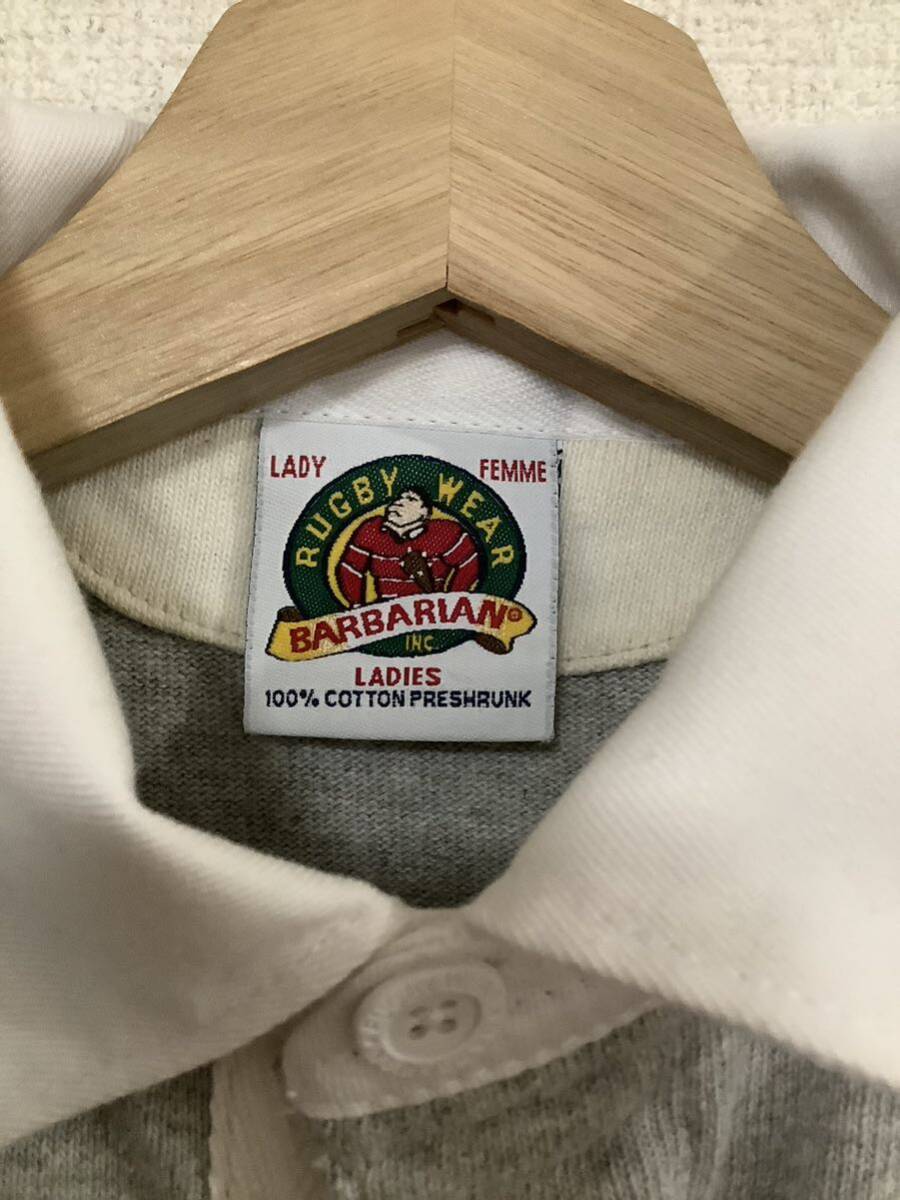 LADY FEMME
RUGBY WEAR
BARBARIAN®
INC.
LADIES
100% COTTON PRESHRUNK